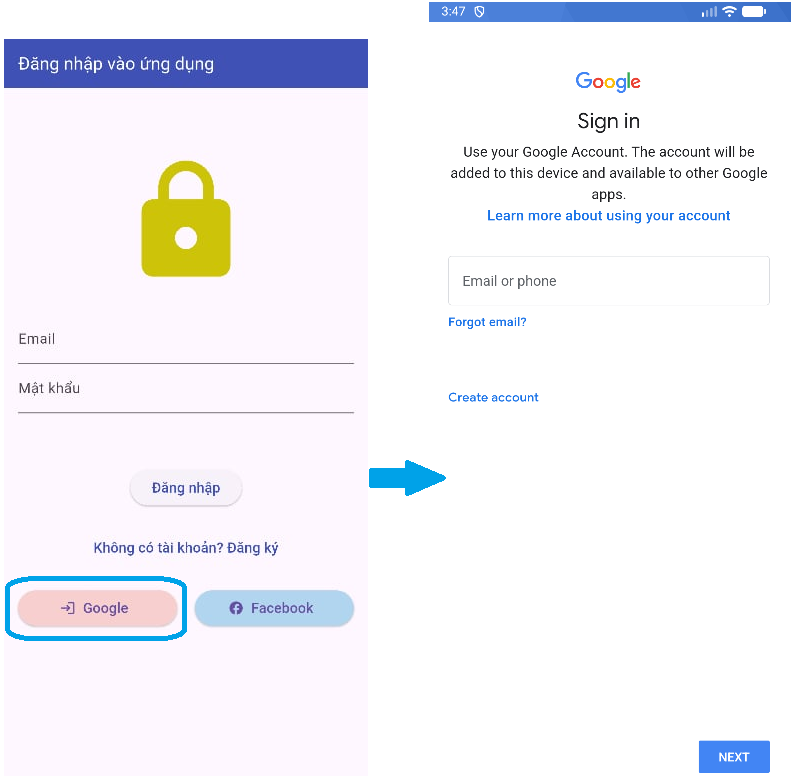 Đăng nhập vào ứng dụng
Email
Mật khẩu
Đăng nhập
Không có tài khoản? Đăng ký
Google
Facebook
3:47
Google
Sign in
Use your Google Account. The account will be
added to this device and available to other Google
apps.
Learn more about using your account
Email or phone
Forgot email?
Create account
NEXT